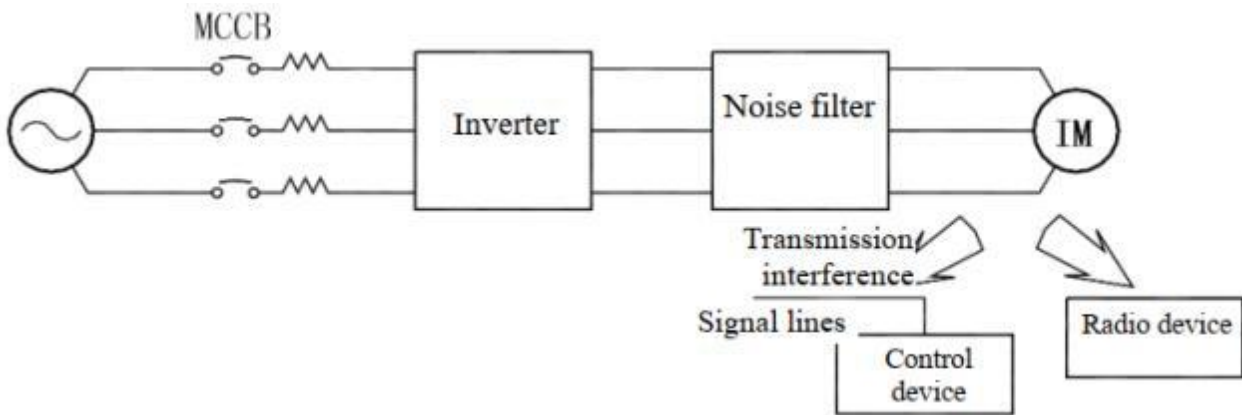 MCCB
Inverter
Noise filter
IM
Transmission
interference
Signal lines
Radio device
Control
device